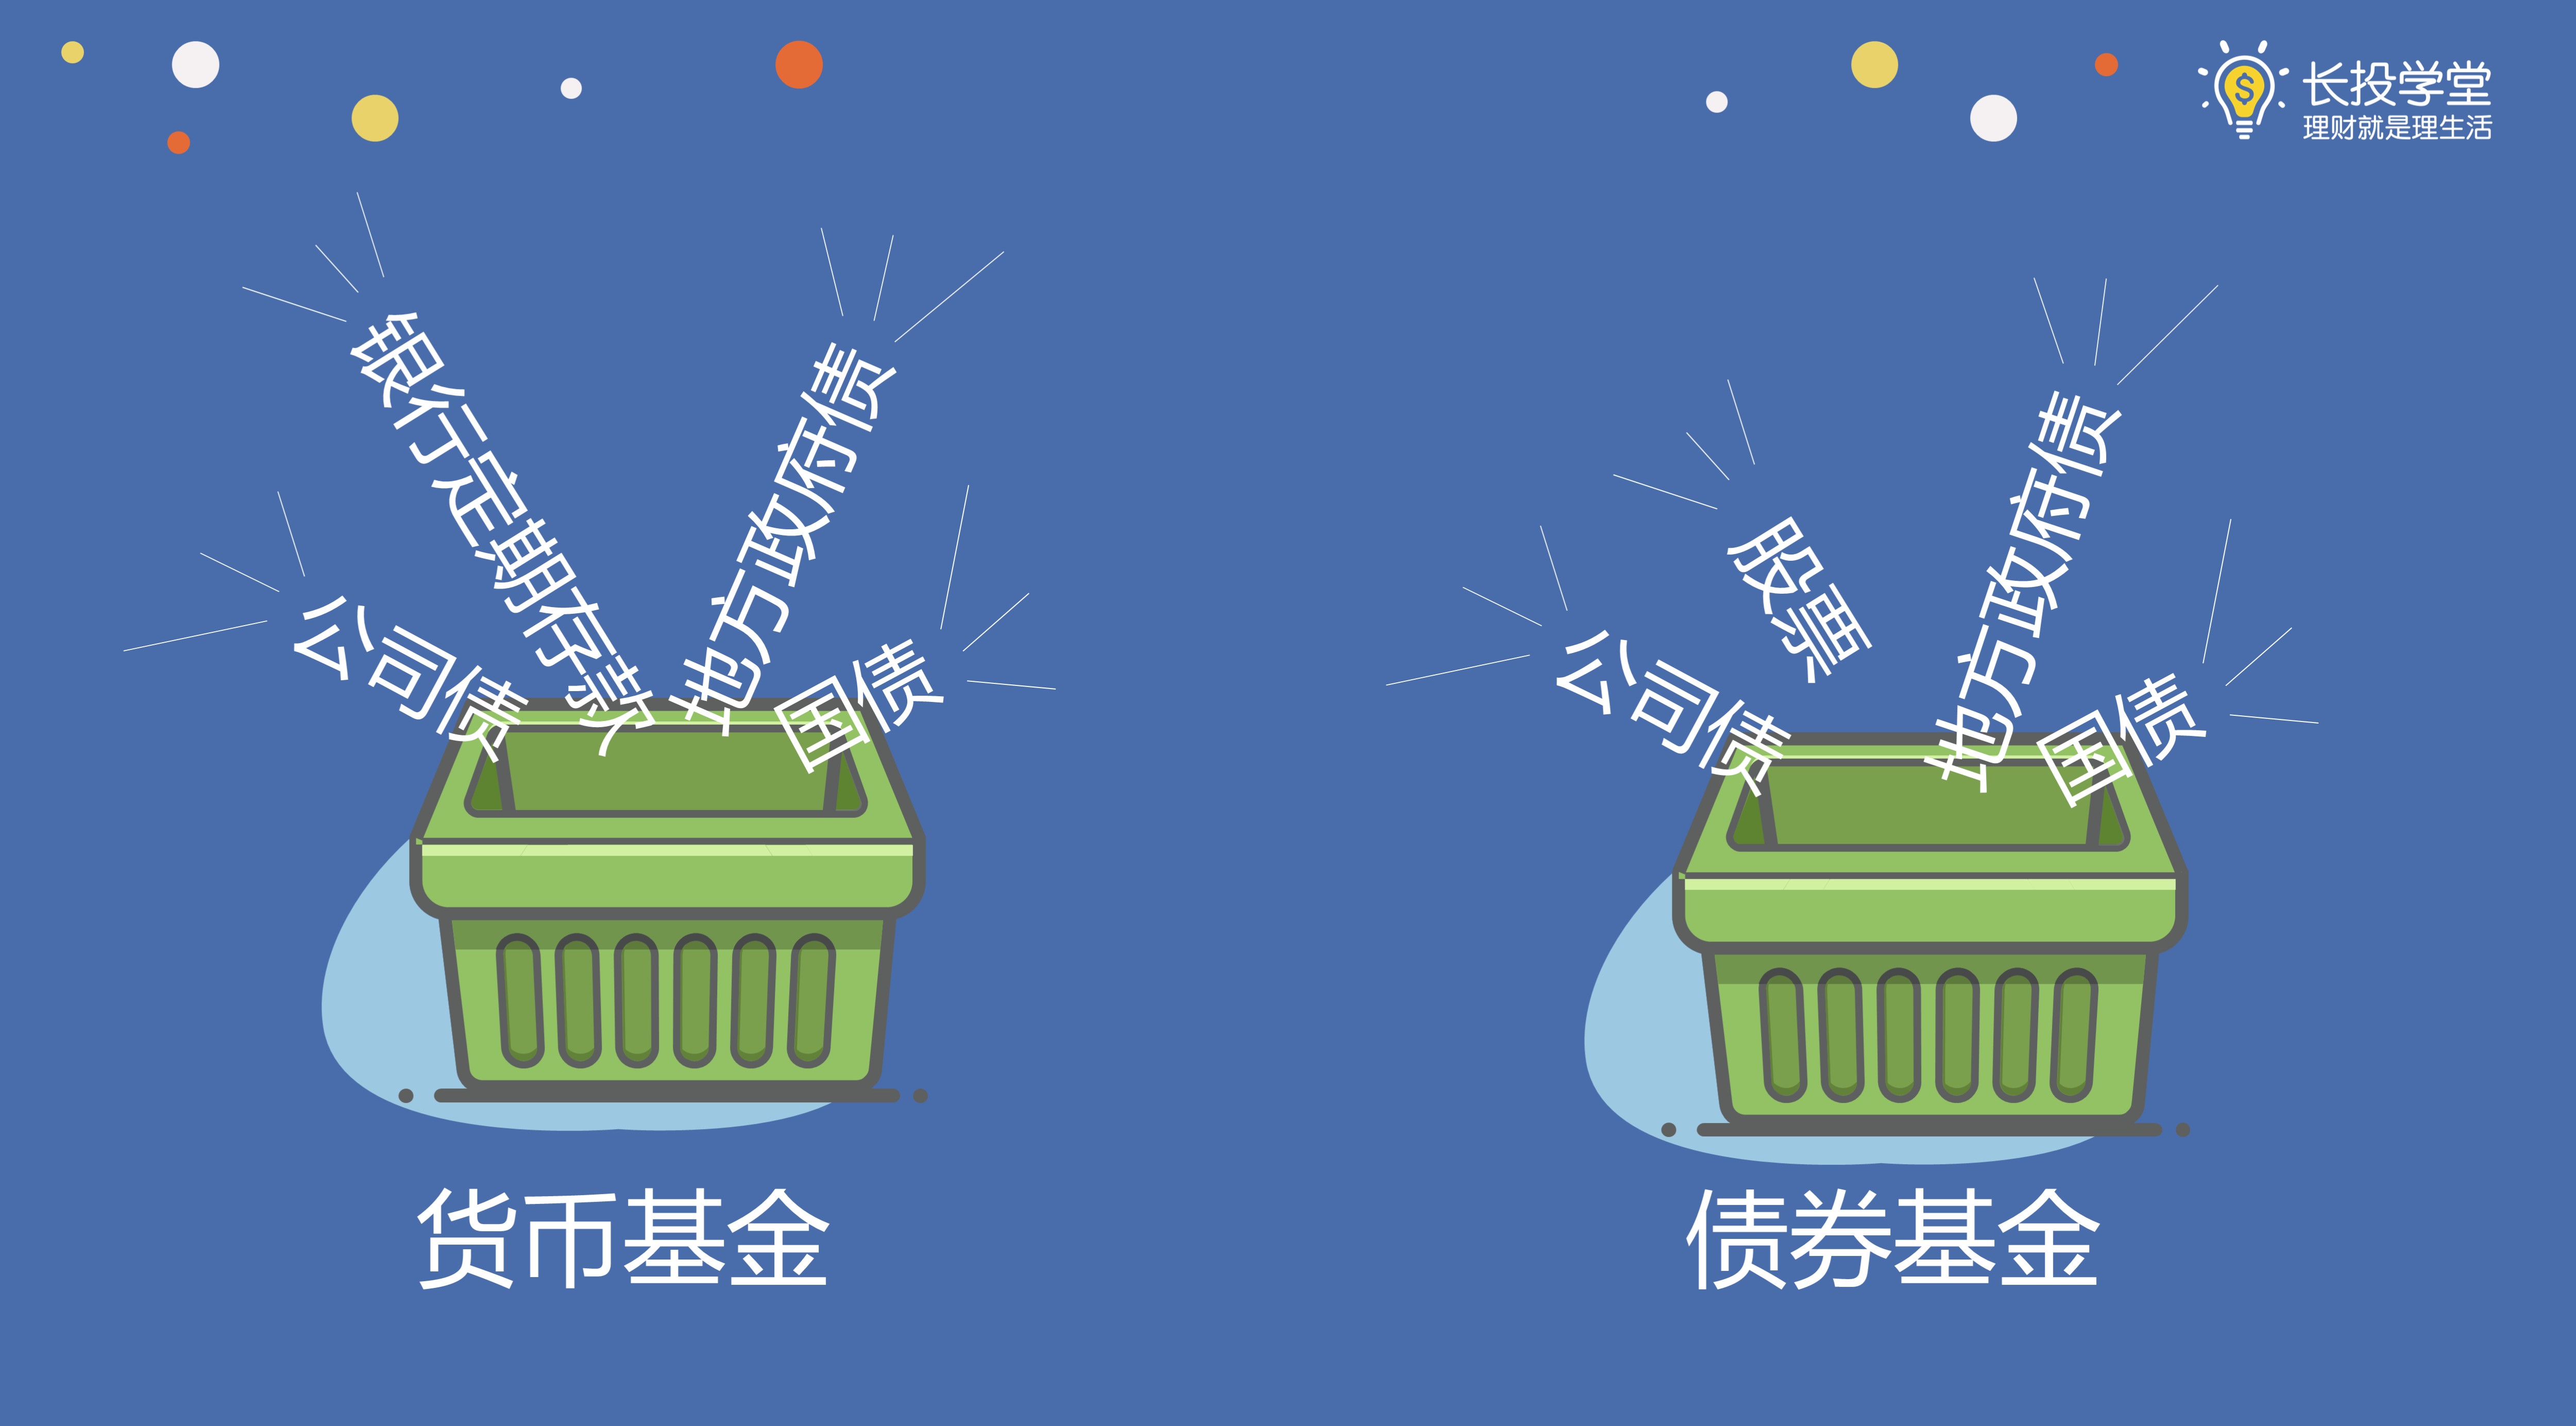 长投学堂
理财就是理生活
银行定期存款
地方政府债
公司债
国债
股票
地方政府债
公司债
国债
货币基金
债券基金